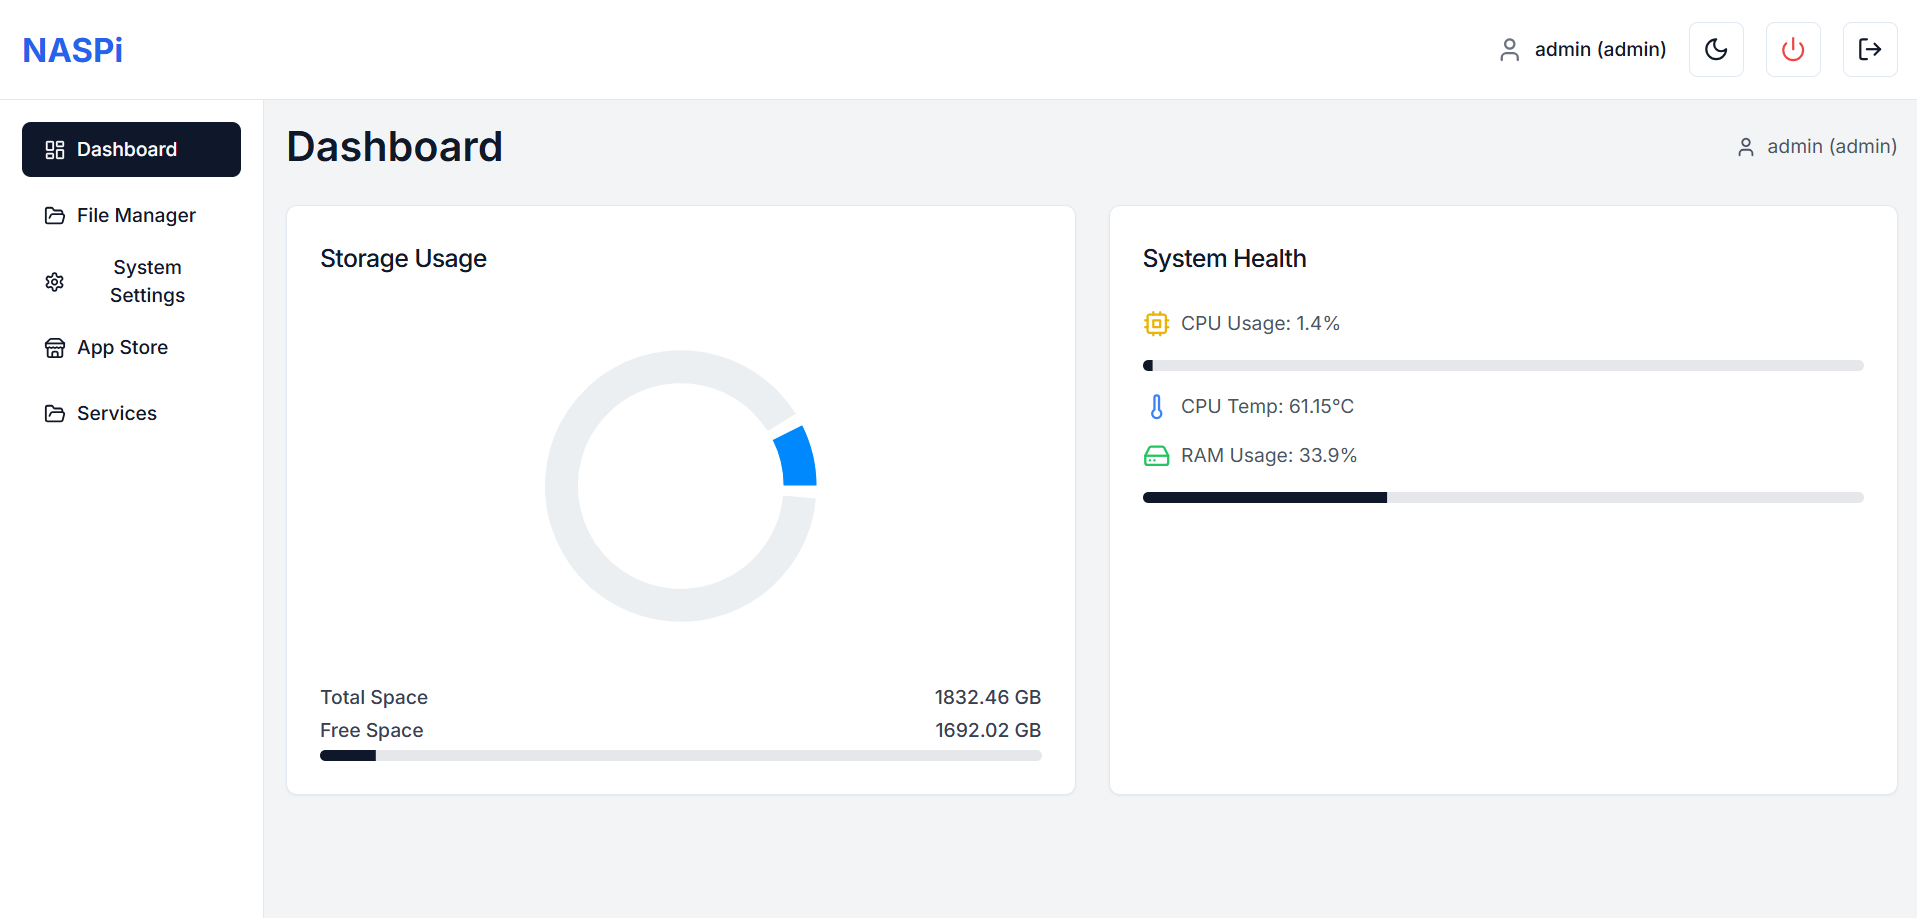 NASPi
admin (admin)
Dashboard
File Manager
System
Settings
App Store
Services
Dashboard
admin (admin)
Storage Usage
Total Space 1832.46 GB
Free Space 1692.02 GB
System Health
CPU Usage: 1.4%
CPU Temp: 61.15°C
RAM Usage: 33.9%